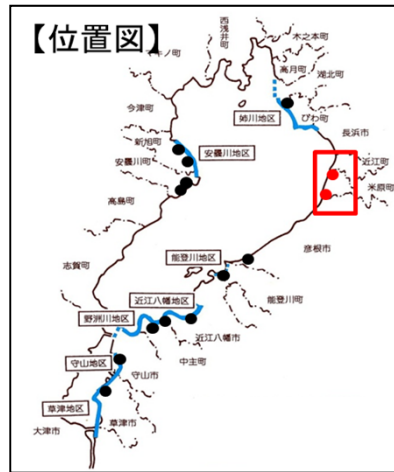 【位置図】
西浅井町
木之本町
マキノ町
高月町
湖北町
今津町
姉川地区
びわ町
長浜市
新旭町
安曇川地区
近江町
安曇川町
米原町
高島町
彦根市
能登川地区
志賀町
近江八幡地区
能登川町
野洲川地区
近江八幡市
中主町
守山地区
守山市
草津地区
草津市
大津市